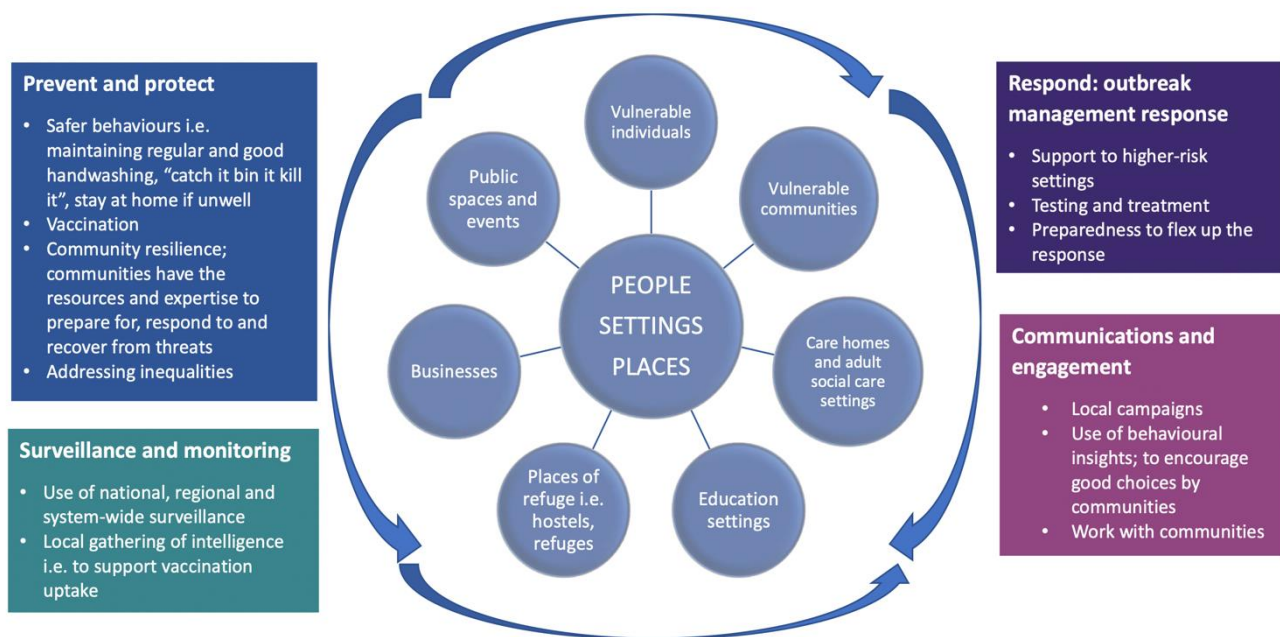 Prevent and protect
• Safer behaviours i.e.
maintaining regular and good
handwashing, “catch it bin it kill
it”, stay at home if unwell
• Vaccination
• Community resilience;
communities have the
resources and expertise to
prepare for, respond to and
recover from threats
• Addressing inequalities
Surveillance and monitoring
• Use of national, regional and
system-wide surveillance
• Local gathering of intelligence
i.e. to support vaccination
uptake
PEOPLE
SETTINGS
PLACES
Vulnerable
individuals
Vulnerable
communities
Care homes
and adult
social care
settings
Education
settings
Places of
refuge i.e.
hostels,
refuges
Businesses
Public
spaces and
events
Respond: outbreak
management response
• Support to higher-risk
settings
• Testing and treatment
• Preparedness to flex up the
response
Communications and
engagement
• Local campaigns
• Use of behavioural
insights; to encourage
good choices by
communities
• Work with communities